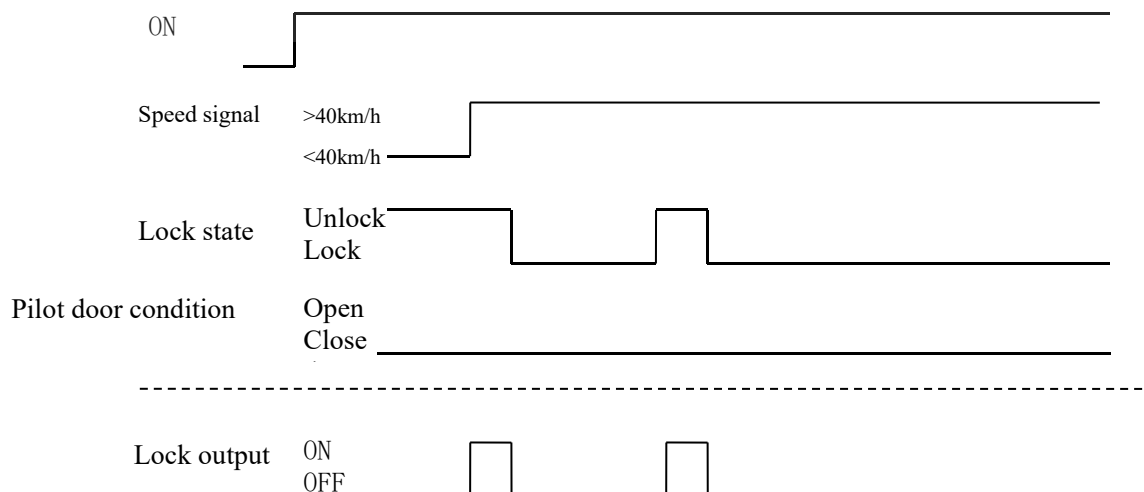 ON
Speed signal >40km/h
<40km/h
Unlock
Lock state
Lock
Pilot door condition Open
Close
Lock output ON
OFF